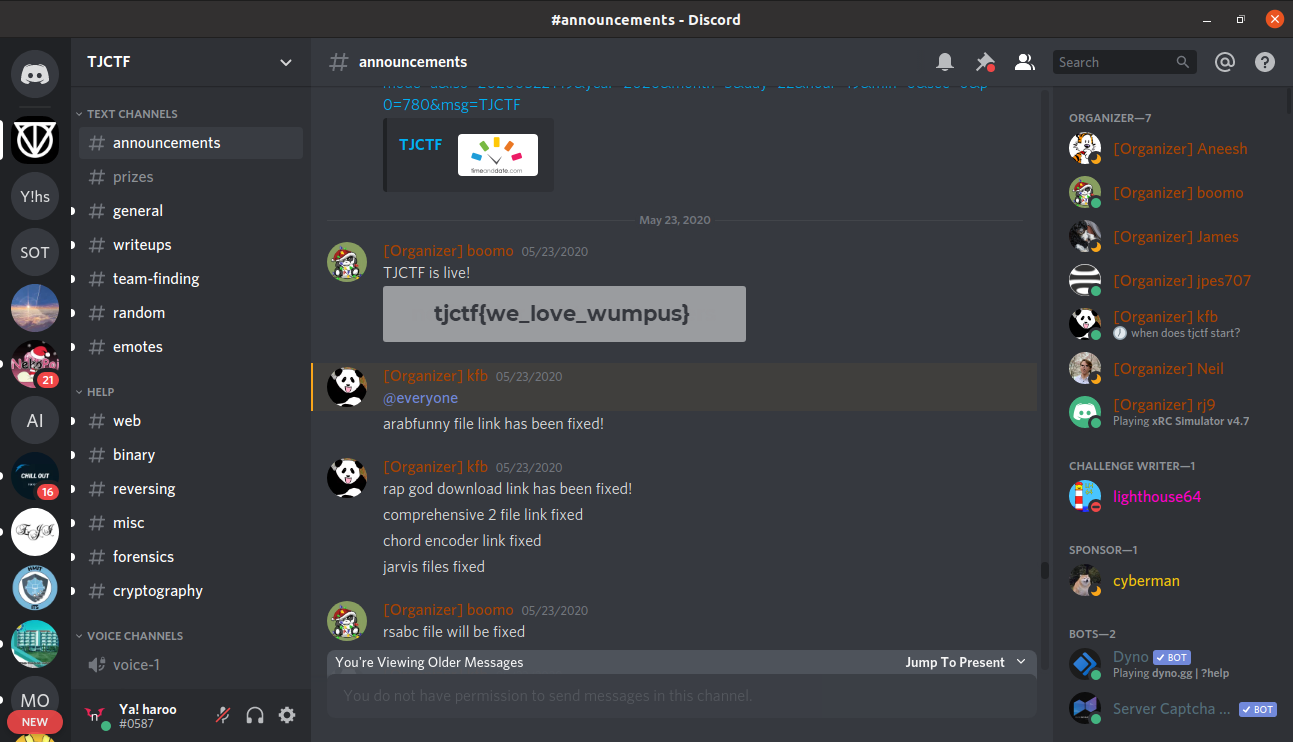 #announcements - Discord
TJCTF
TEXT CHANNELS
# announcements
# prizes
# general
# writeups
# team-finding
# random
# emotes
HELP
# web
# binary
# reversing
# misc
# forensics
# cryptography
VOICE CHANNELS
voice-1
Y!hs
SOT
21
AI
CHILL OUT
16
MO
NEW
Ya! haroo
#0587
# announcements
Search
0=780&msg=TJCTF
TJCTF
timeanddate.com
May 23, 2020
[Organizer] boomo 05/23/2020
TJCTF is live!
tjctf{we_love_wumpus}
[Organizer] kfb 05/23/2020
@everyone
arabfunny file link has been fixed!
[Organizer] kfb 05/23/2020
rap god download link has been fixed!
comprehensive 2 file link fixed
chord encoder link fixed
jarvis files fixed
[Organizer] boomo 05/23/2020
rsabc file will be fixed
You're Viewing Older Messages
Jump To Present
You do not have permission to send messages in this channel.
ORGANIZER—7
[Organizer] Aneesh
[Organizer] boomo
[Organizer] James
[Organizer] jpes707
[Organizer] kfb
when does tjctf start?
[Organizer] Neil
[Organizer] rj9
Playing xRC Simulator v4.7
CHALLENGE WRITER—1
lighthouse64
SPONSOR—1
cyberman
BOTS—2
Dyno ✓ BOT
Playing dyno.gg | ?help
Server Captcha ... ✓ BOT